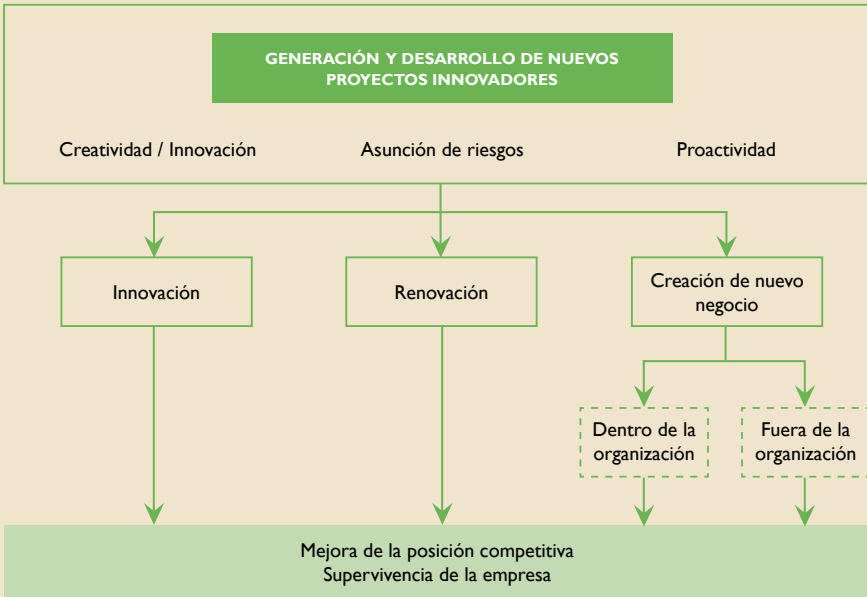 GENERACIÓN Y DESARROLLO DE NUEVOS
PROYECTOS INNOVADORES
Creatividad / Innovación
Asunción de riesgos
Proactividad
Innovación
Renovación
Creación de nuevo
negocio
Dentro de la
organización
Fuera de la
organización
Mejora de la posición competitiva
Supervivencia de la empresa